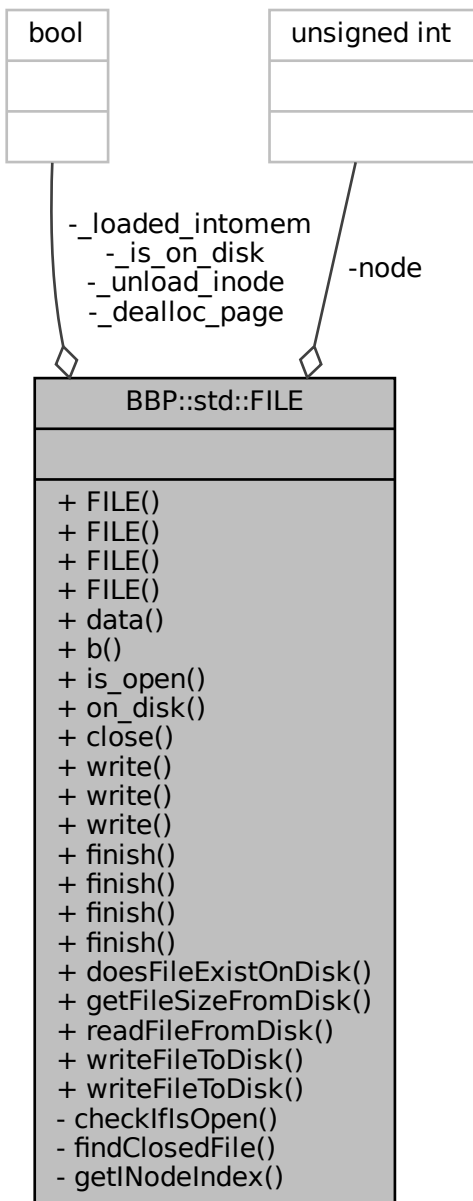 bool
unsigned int
-_loaded_intomem
-_is_on_disk
-_unload_inode
-_dealloc_page
-node
BBP::std::FILE
+ FILE()
+ FILE()
+ FILE()
+ FILE()
+ data()
+ b()
+ is_open()
+ on_disk()
+ close()
+ write()
+ write()
+ write()
+ finish()
+ finish()
+ finish()
+ finish()
+ doesFileExistOnDisk()
+ getFileSizeFromDisk()
+ readFileFromDisk()
+ writeFileToDisk()
+ writeFileToDisk()
- checkIfIsOpen()
- findClosedFile()
- getINodeIndex()